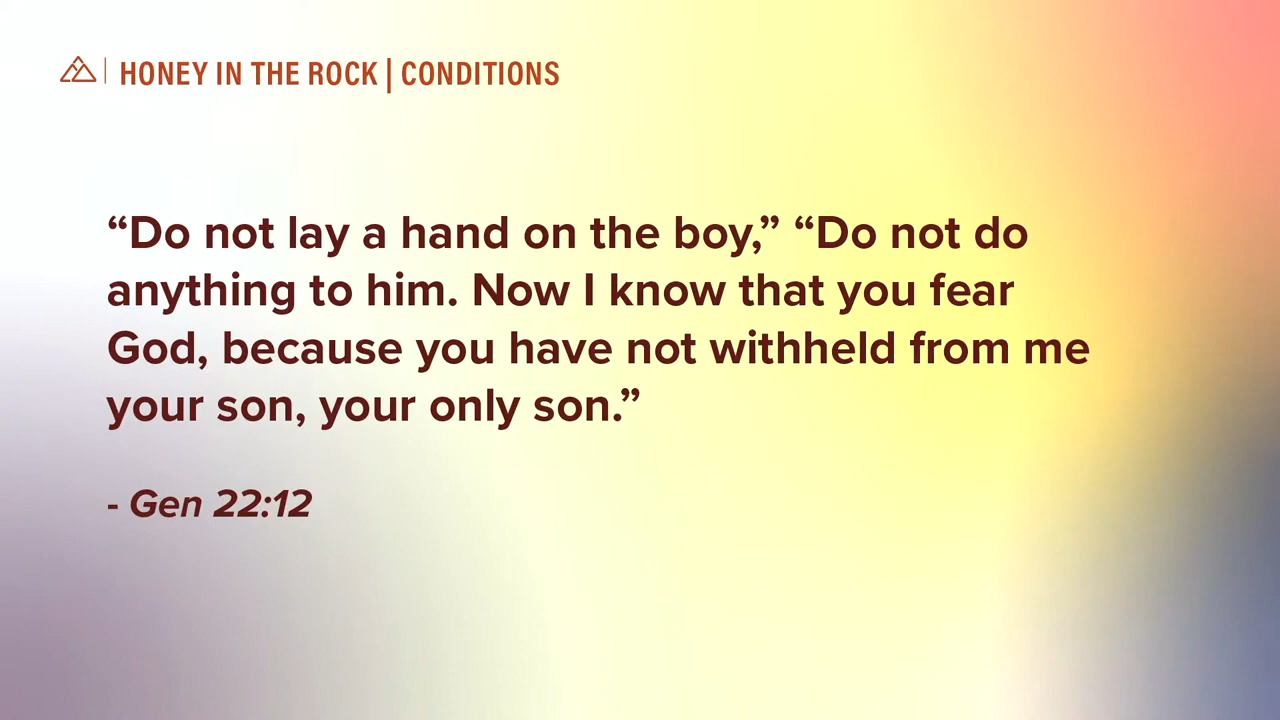 HONEY IN THE ROCK | CONDITIONS
“Do not lay a hand on the boy,” “Do not do
anything to him. Now I know that you fear
God, because you have not withheld from me
your son, your only son.”
- Gen 22:12